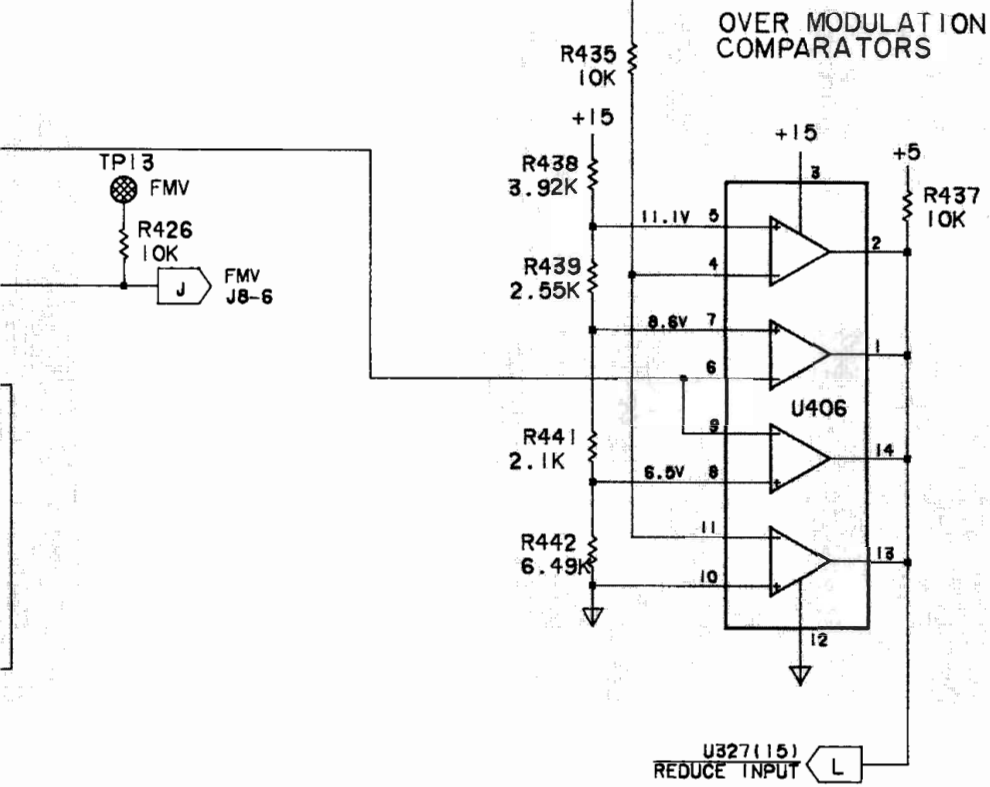 OVER MODULATION
COMPARATORS
R435
10K
+15
+15
+5
TP13
FMV
R438
3.92K
3
R437
10K
R426
10K
11.1V 5
2
4
FMV
J8-6
J
R439
2.55K
8.6V 7
1
6
U406
9
R441
2.1K
14
6.5V 8
11
R442
6.49K
13
10
12
U327(15)
REDUCE INPUT
L